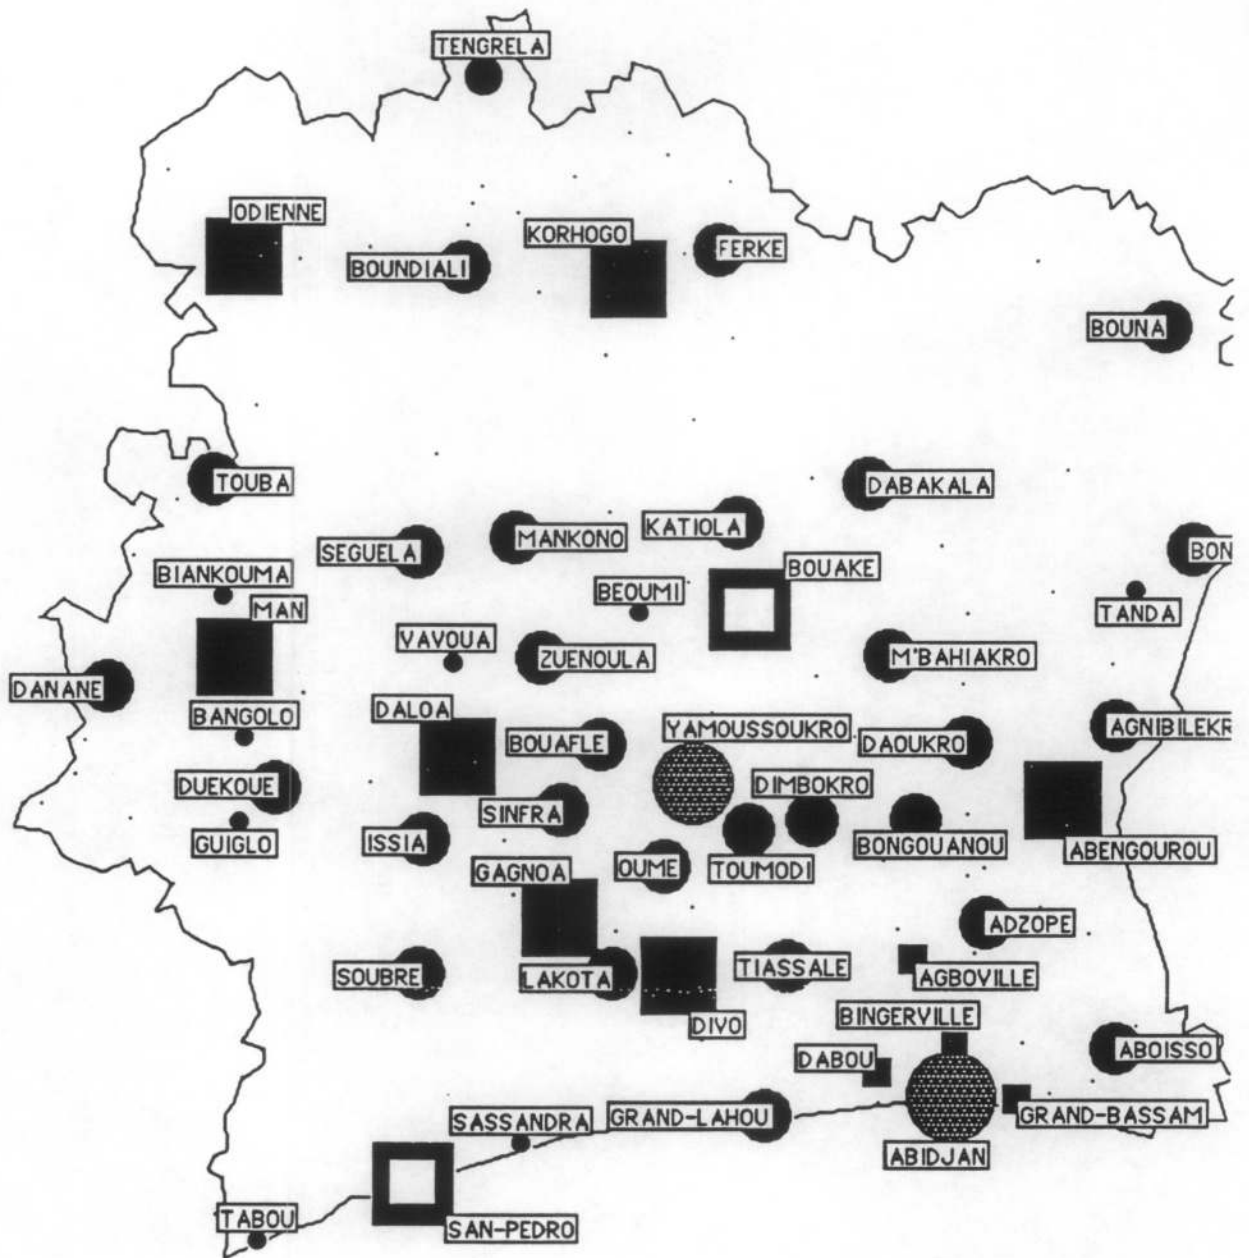 TENGRELA
ODIENNE
KORHOGO
FERKE
BOUNDIALI
BOUNA
TOUBA
DABAKALA
KATIOLA
MANKONO
SEGUELA
BON
BIANKOUMA
BOUAKE
BEOUMI
MAN
TANDA
VAVOUA
ZUENOULA
M'BAHIAKRO
DANANE
BANGOLO
DALOA
YAMOUSSOUKRO
AGNIBILEKR
BOUAFLE
DAOUKRO
DUEKOUE
DIMBOKRO
SINFRA
GUIGLO
ISSIA
BONGOUANOU
ABENGOUROU
GAGNOA
OUME
TOUMODI
ADZOPE
SOUBRE
LAKOTA
TIASSALE
AGBOVILLE
DIVO
BINGERVILLE
ABOISSO
DABOU
SASSANDRA
GRAND-LAHOU
GRAND-BASSAM
ABIDJAN
TABOU
SAN-PEDRO